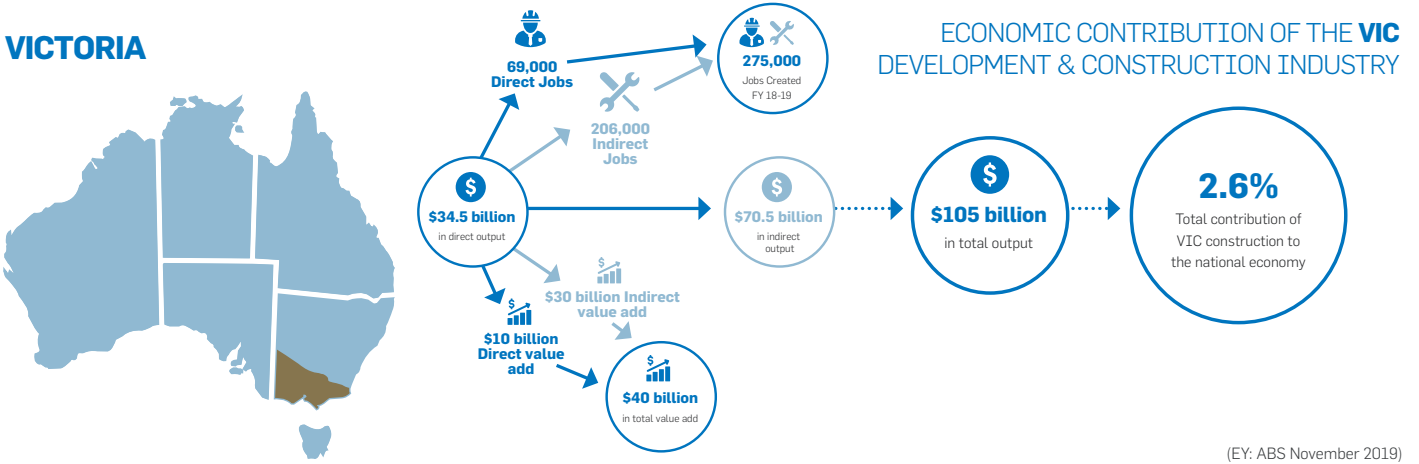 VICTORIA
ECONOMIC CONTRIBUTION OF THE VIC
DEVELOPMENT & CONSTRUCTION INDUSTRY
69,000
Direct Jobs
206,000
Indirect
Jobs
275,000
Jobs Created
FY 18-19
$
$34.5 billion
in direct output
$
$70.5 billion
in indirect
output
$
$105 billion
in total output
2.6%
Total contribution of
VIC construction to
the national economy
$
$30 billion Indirect
value add
$
$10 billion
Direct value
add
$
$40 billion
in total value add
(EY: ABS November 2019)